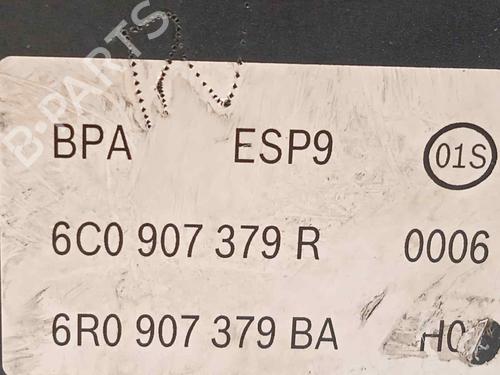 B-PARTS
BPA ESP9 01S
6C0 907 379 R 0006
6R0 907 379 BA